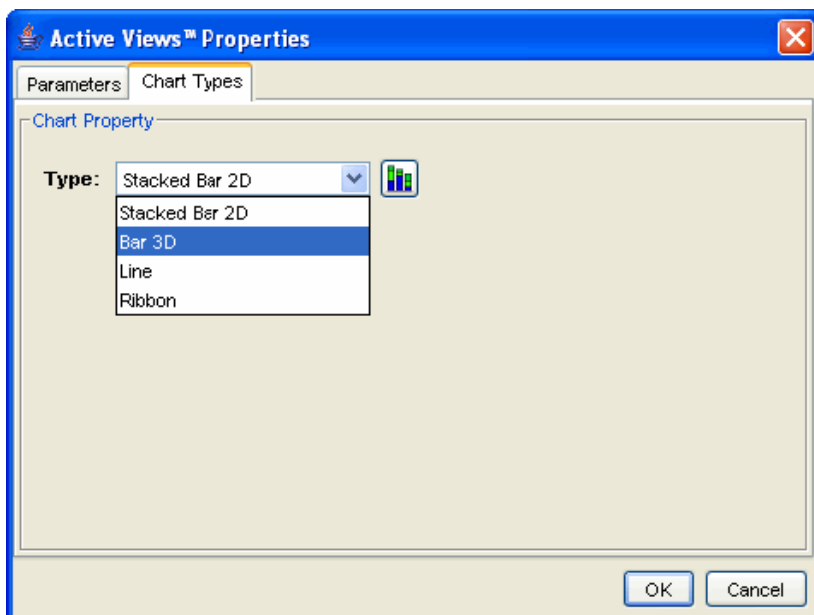 Active Views™ Properties
Parameters
Chart Types
Chart Property
Type: Stacked Bar 2D
Stacked Bar 2D
Bar 3D
Line
Ribbon
OK Cancel